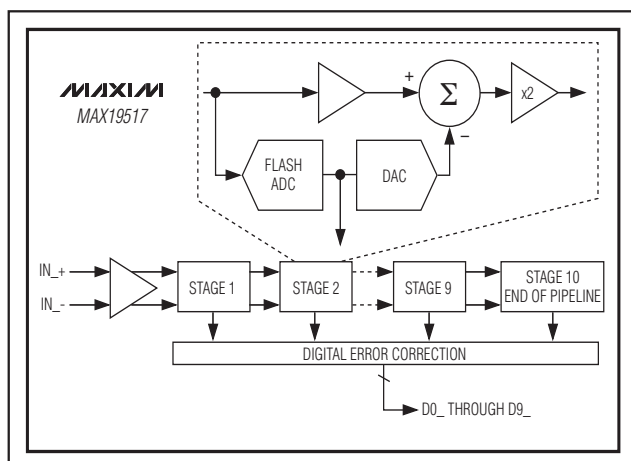 MAXIM
MAX19517
+
Σ
x2
−
FLASH
ADC
DAC
IN_+
IN_-
STAGE 1
STAGE 2
STAGE 9
STAGE 10
END OF PIPELINE
DIGITAL ERROR CORRECTION
D0_ THROUGH D9_